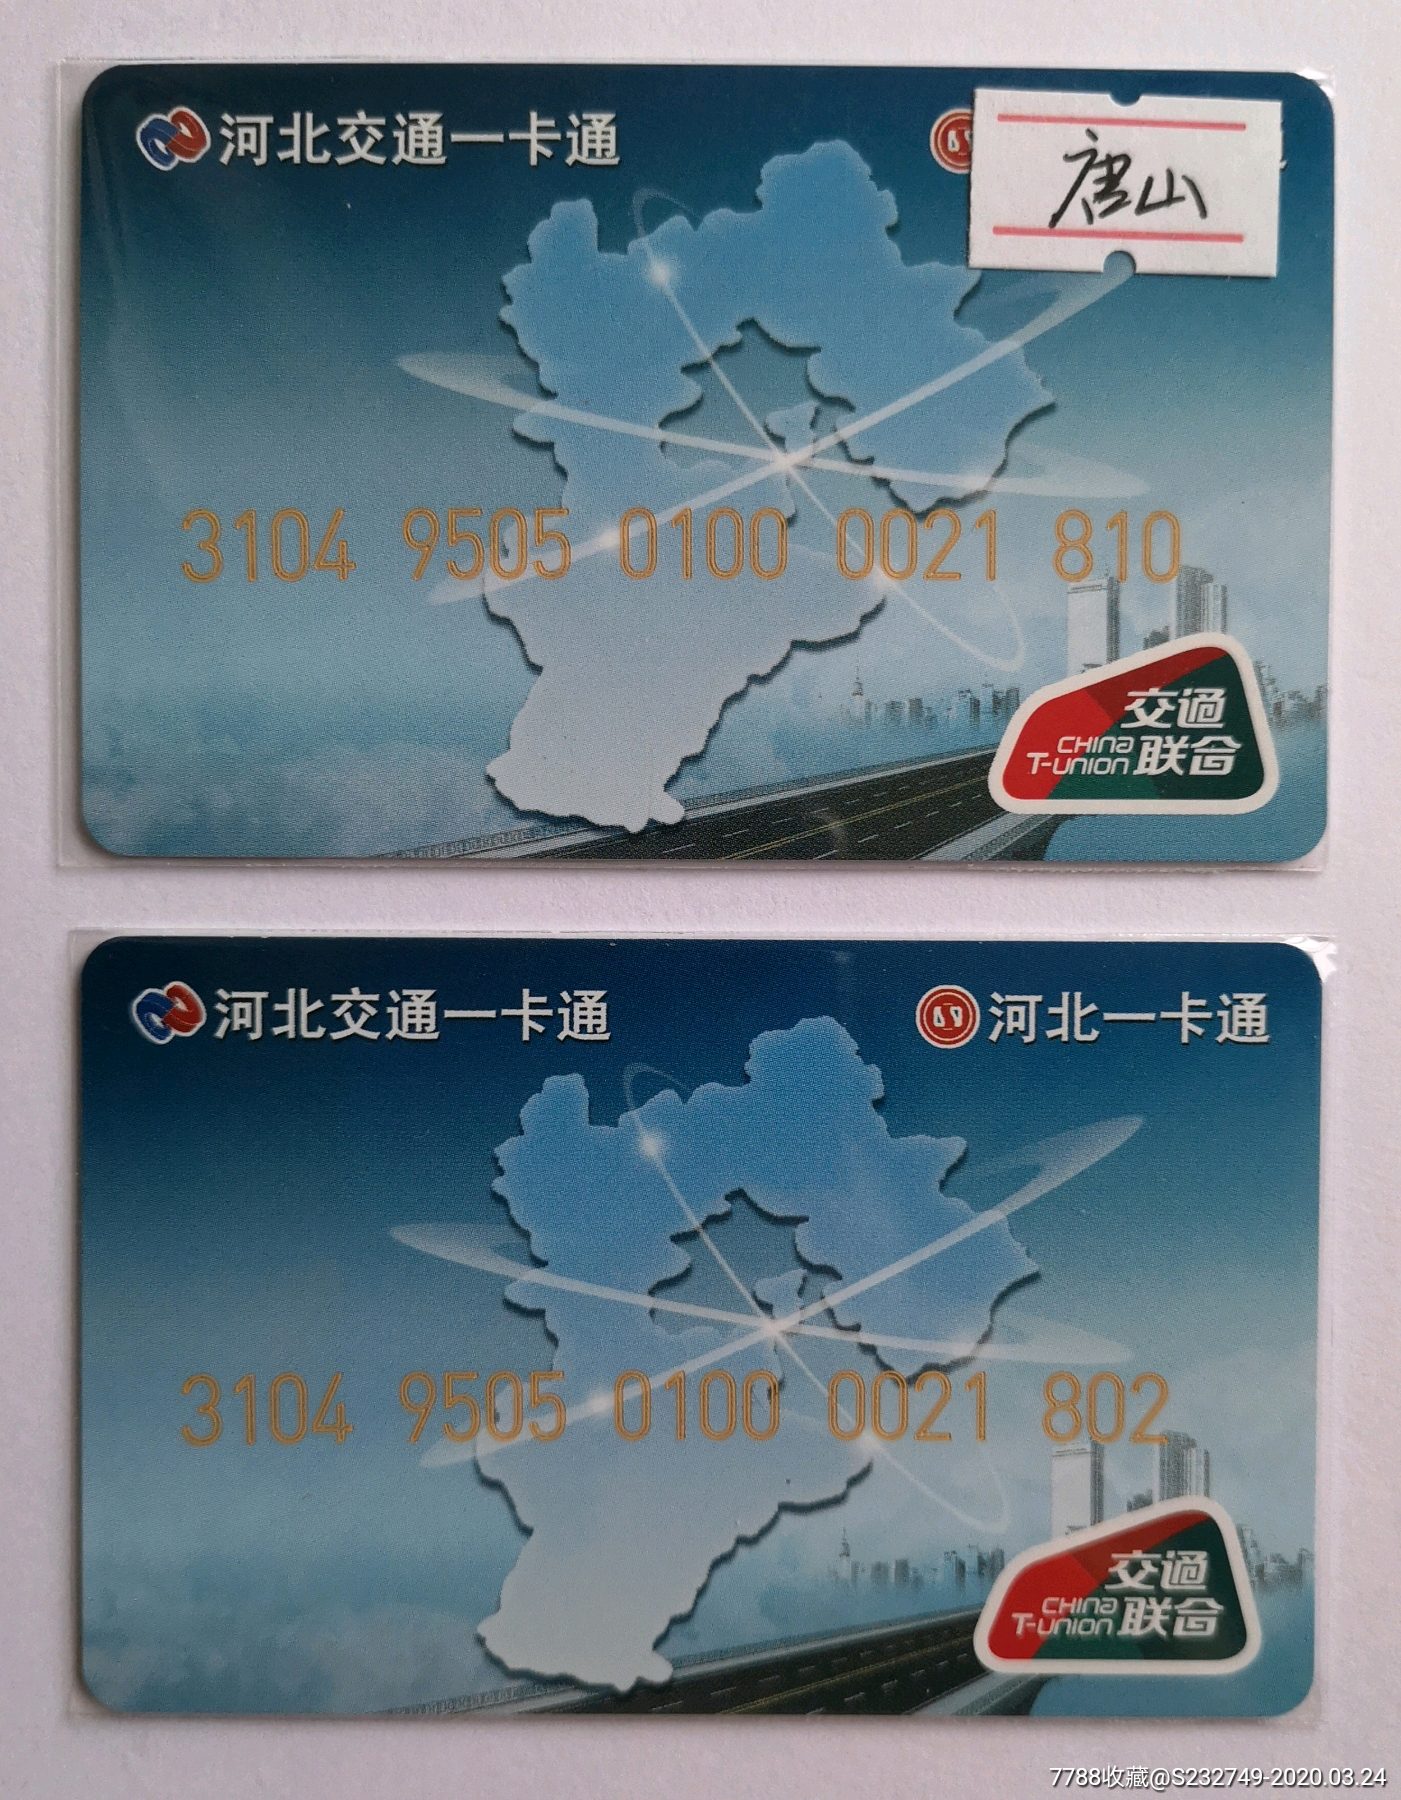 河北交通一卡通
唐山
3104 9505 0100 0021 810
交通
CHINA
T-UNION 联合
河北交通一卡通
河北一卡通
3104 9505 0100 0021 802
交通
CHINA
T-UNION 联合
7788收藏@S232749-2020.03.24